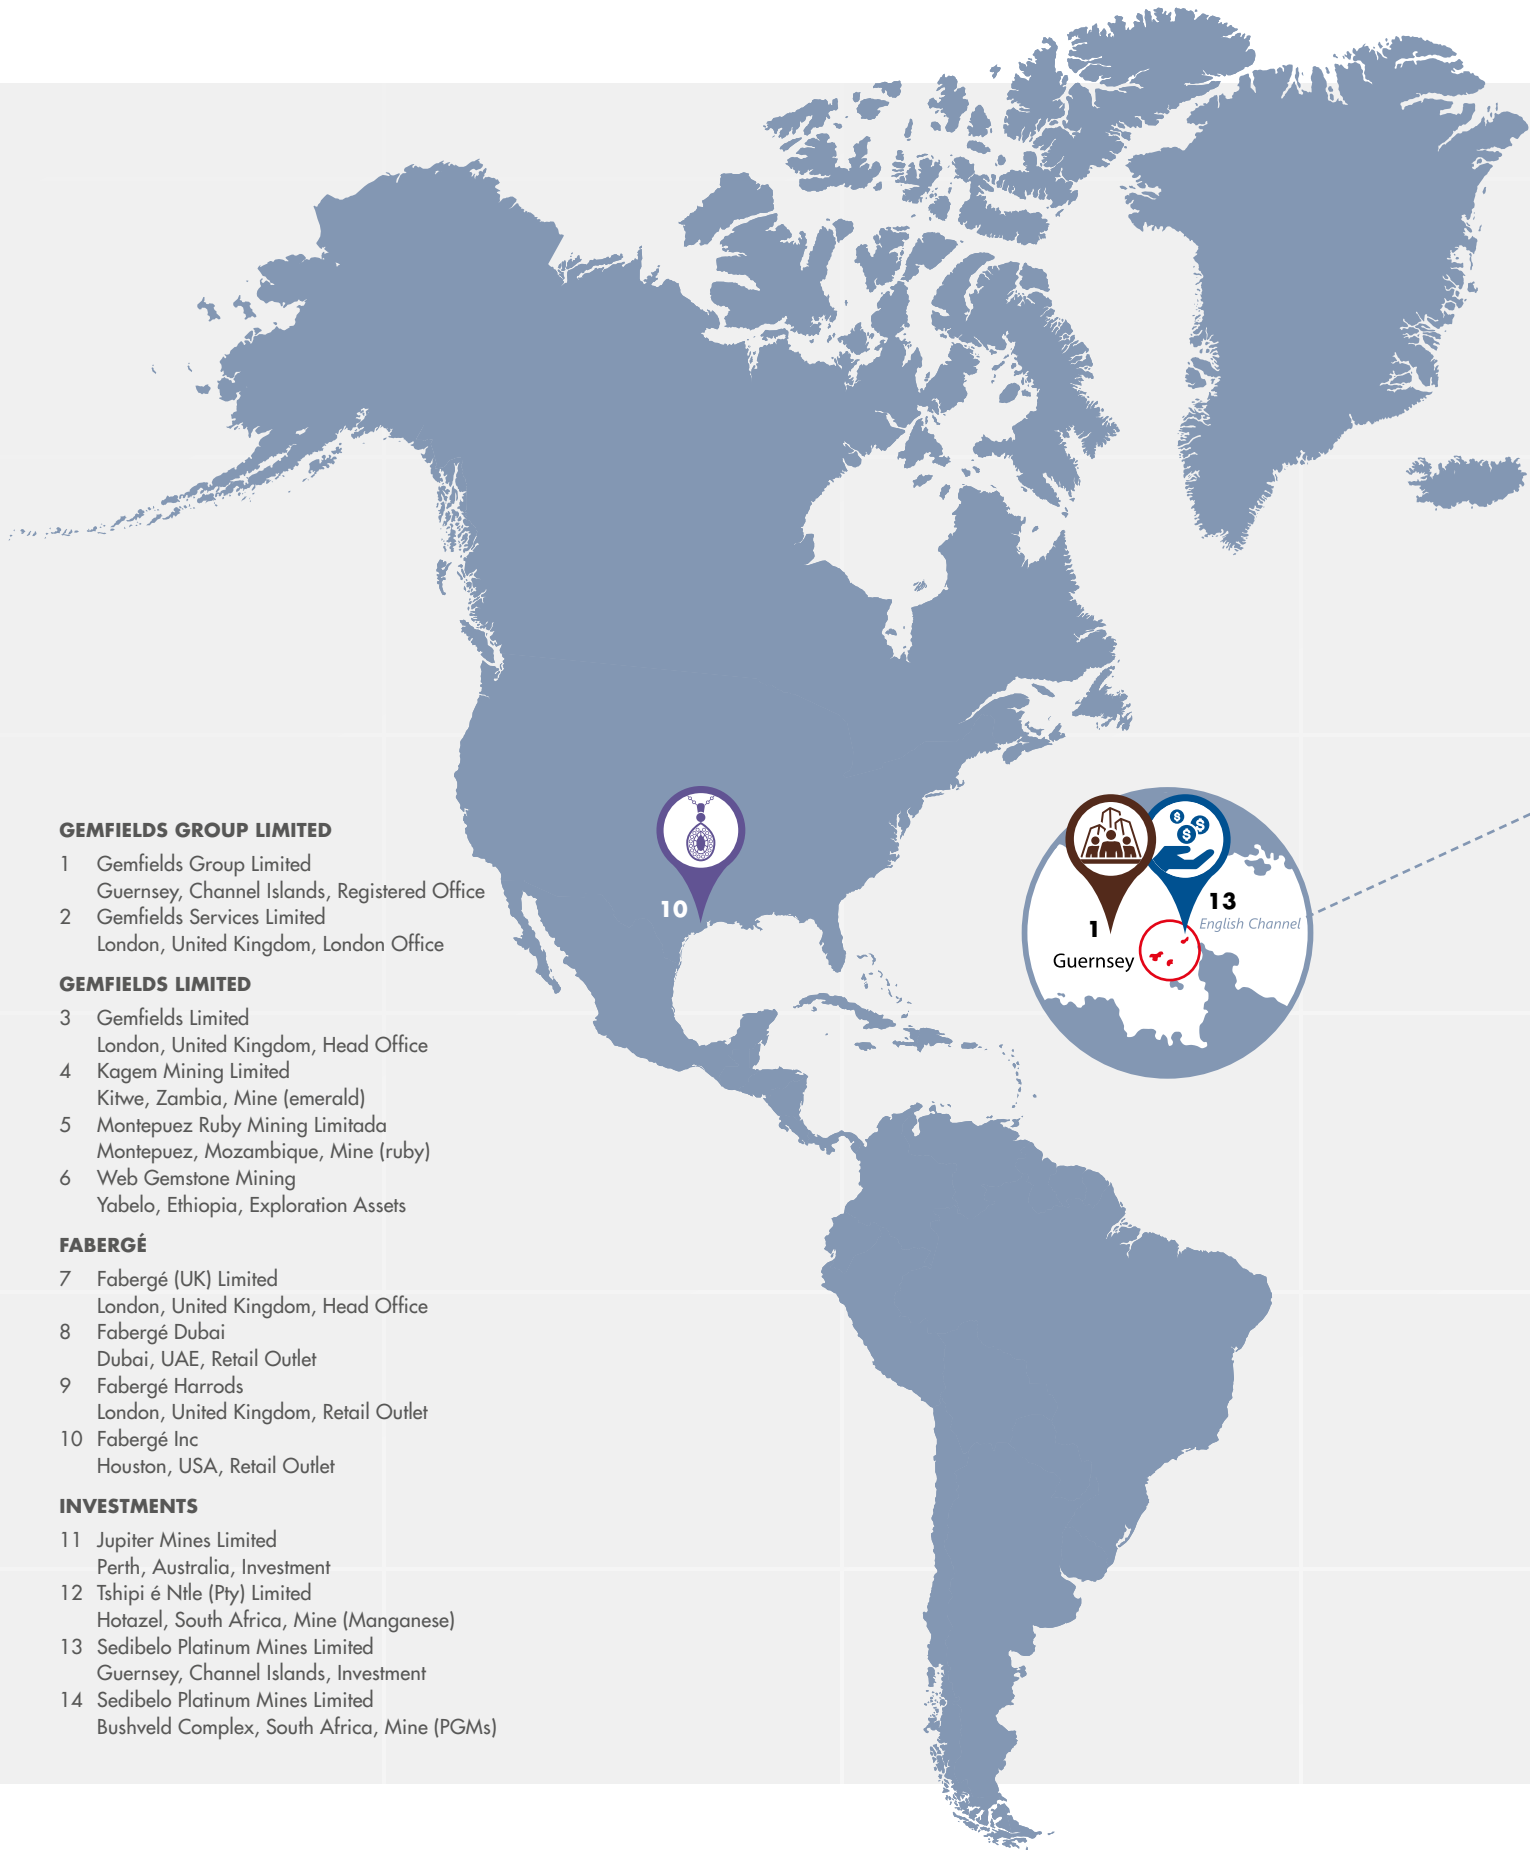 GEMFIELDS GROUP LIMITED
1 Gemfields Group Limited
Guernsey, Channel Islands, Registered Office
2 Gemfields Services Limited
London, United Kingdom, London Office
GEMFIELDS LIMITED
3 Gemfields Limited
London, United Kingdom, Head Office
4 Kagem Mining Limited
Kitwe, Zambia, Mine (emerald)
5 Montepuez Ruby Mining Limitada
Montepuez, Mozambique, Mine (ruby)
6 Web Gemstone Mining
Yabelo, Ethiopia, Exploration Assets
FABERGÉ
7 Fabergé (UK) Limited
London, United Kingdom, Head Office
8 Fabergé Dubai
Dubai, UAE, Retail Outlet
9 Fabergé Harrods
London, United Kingdom, Retail Outlet
10 Fabergé Inc
Houston, USA, Retail Outlet
INVESTMENTS
11 Jupiter Mines Limited
Perth, Australia, Investment
12 Tshipi é Ntle (Pty) Limited
Hotazel, South Africa, Mine (Manganese)
13 Sedibelo Platinum Mines Limited
Guernsey, Channel Islands, Investment
14 Sedibelo Platinum Mines Limited
Bushveld Complex, South Africa, Mine (PGMs)
10
$ $ $
13
English Channel
1
Guernsey